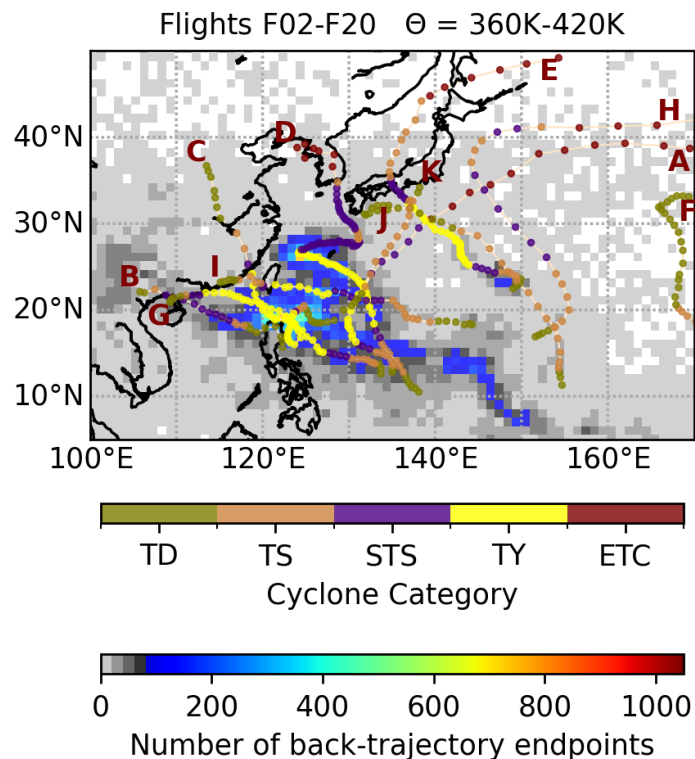 Flights F02-F20 Θ = 360K-420K
E
H
40°N
D
A
C
K
30°N
J
F
I
B
20°N
G
10°N
100°E 120°E 140°E 160°E
TD TS STS TY ETC
Cyclone Category
0 200 400 600 800 1000
Number of back-trajectory endpoints